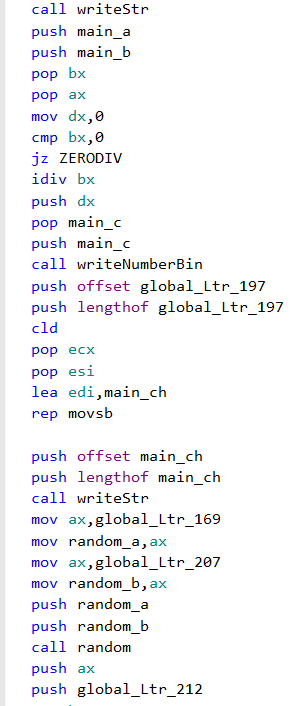 call writeStr
push main_a
push main_b
pop bx
pop ax
mov dx,0
cmp bx,0
jz ZERODIV
idiv bx
push dx
pop main_c
push main_c
call writeNumberBin
push offset global_Ltr_197
push lengthof global_Ltr_197
cld
pop ecx
pop esi
lea edi,main_ch
rep movsb
push offset main_ch
push lengthof main_ch
call writeStr
mov ax,global_Ltr_169
mov random_a,ax
mov ax,global_Ltr_207
mov random_b,ax
push random_a
push random_b
call random
push ax
push global_Ltr_212